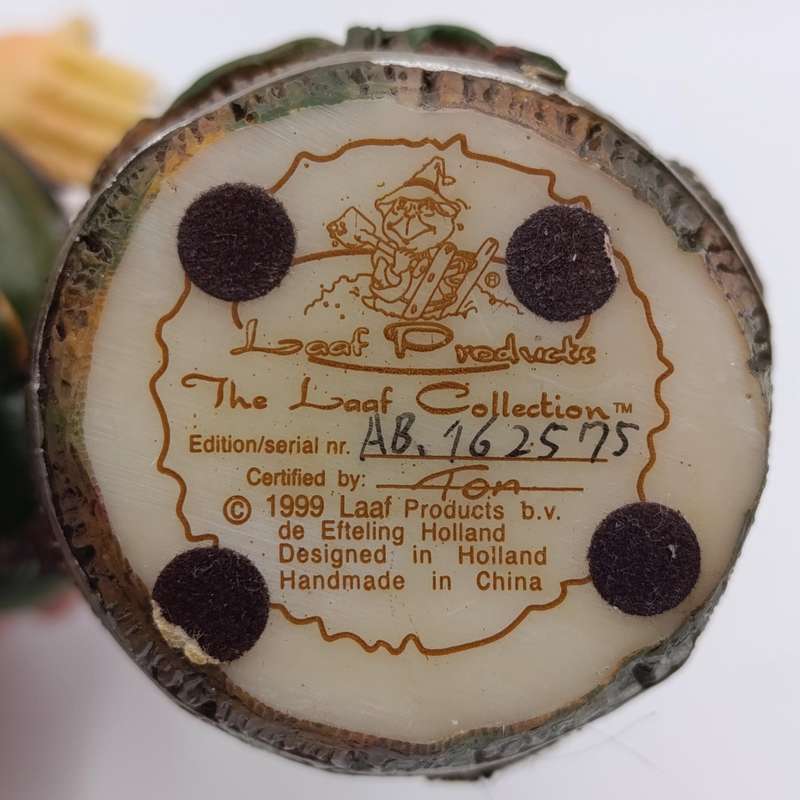 ®
Laaf Products
The Laaf Collection™
Edition/serial nr. AB. 162575
Certified by: Ton
© 1999 Laaf Products b.v.
de Efteling Holland
Designed in Holland
Handmade in China